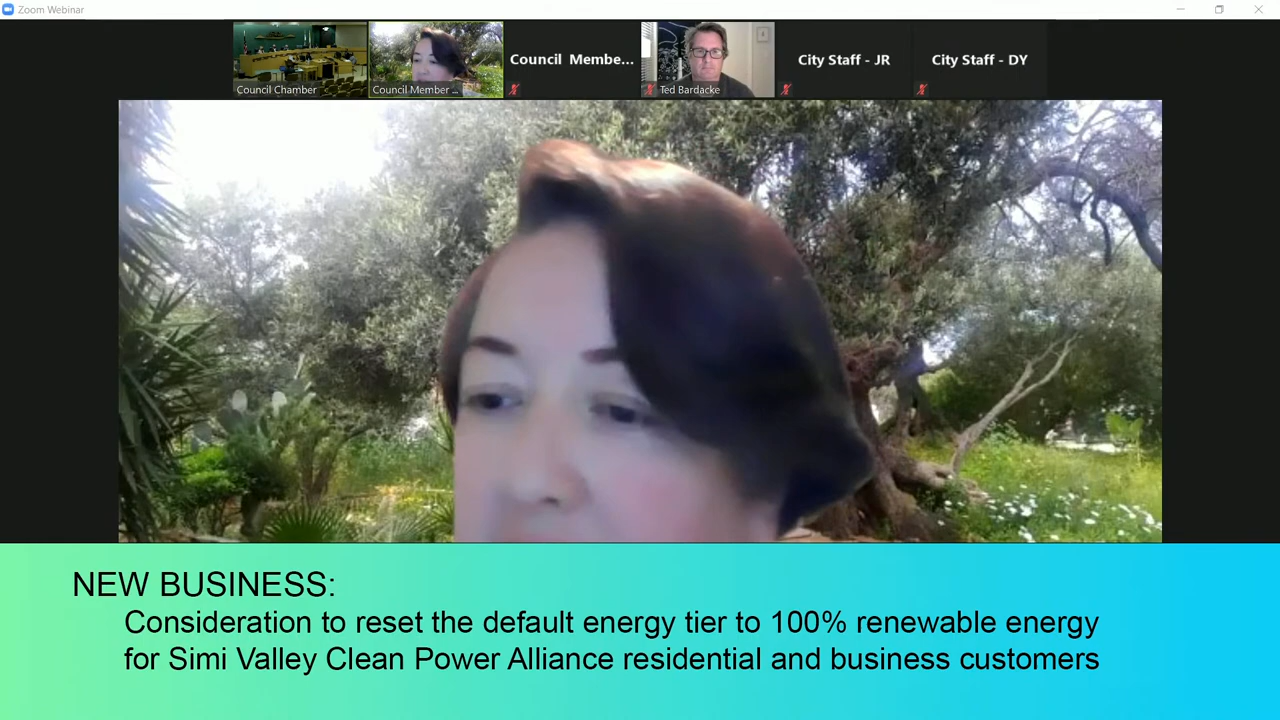 Zoom Webinar
Council Membe...
City Staff - JR
City Staff - DY
Council Chamber
Council Member ...
Ted Bardacke
NEW BUSINESS:
Consideration to reset the default energy tier to 100% renewable energy
for Simi Valley Clean Power Alliance residential and business customers